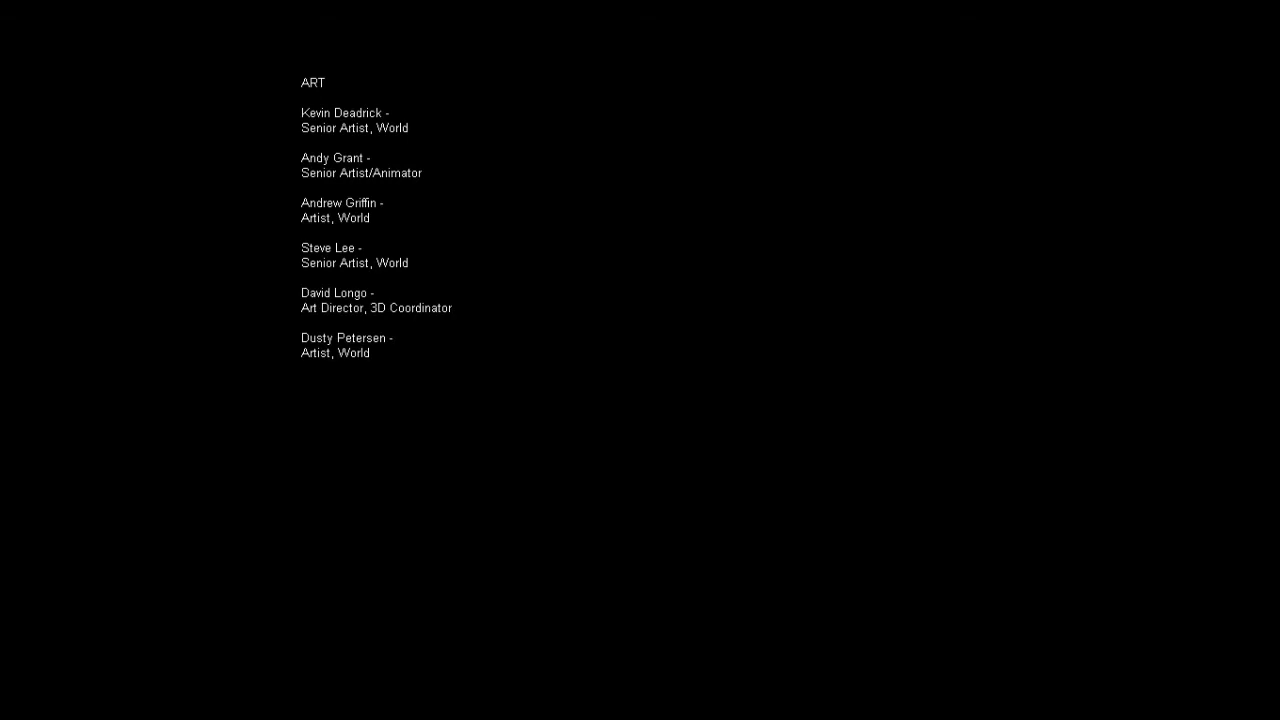 ART
Kevin Deadrick -
Senior Artist, World
Andy Grant -
Senior Artist/Animator
Andrew Griffin -
Artist, World
Steve Lee -
Senior Artist, World
David Longo -
Art Director, 3D Coordinator
Dusty Petersen -
Artist, World